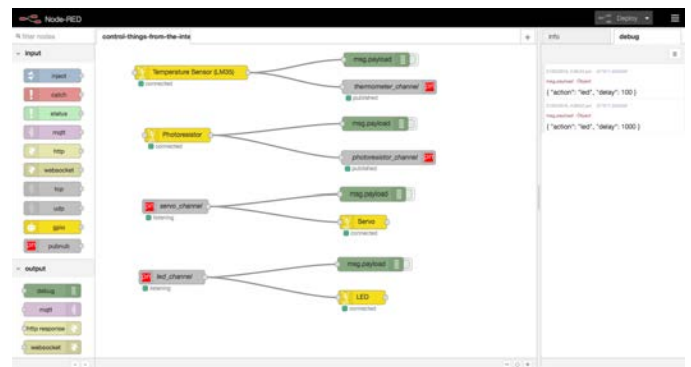 Node-RED
Deploy
filter nodes
control-things-from-the-inte
+
info
debug
input
inject
catch
status
mqtt
http
websocket
tcp
udp
gpio
pubnub
output
debug
mqtt
http response
websocket
Temperature Sensor (LM35)
connected
msg.payload
thermometer_channel
published
Photoresistor
connected
msg.payload
photoresistor_channel
published
servo_channel
listening
msg.payload
Servo
connected
led_channel
listening
msg.payload
LED
connected
msg.payload : Object
{ "action": "led", "delay": 100 }
msg.payload : Object
{ "action": "led", "delay": 1000 }